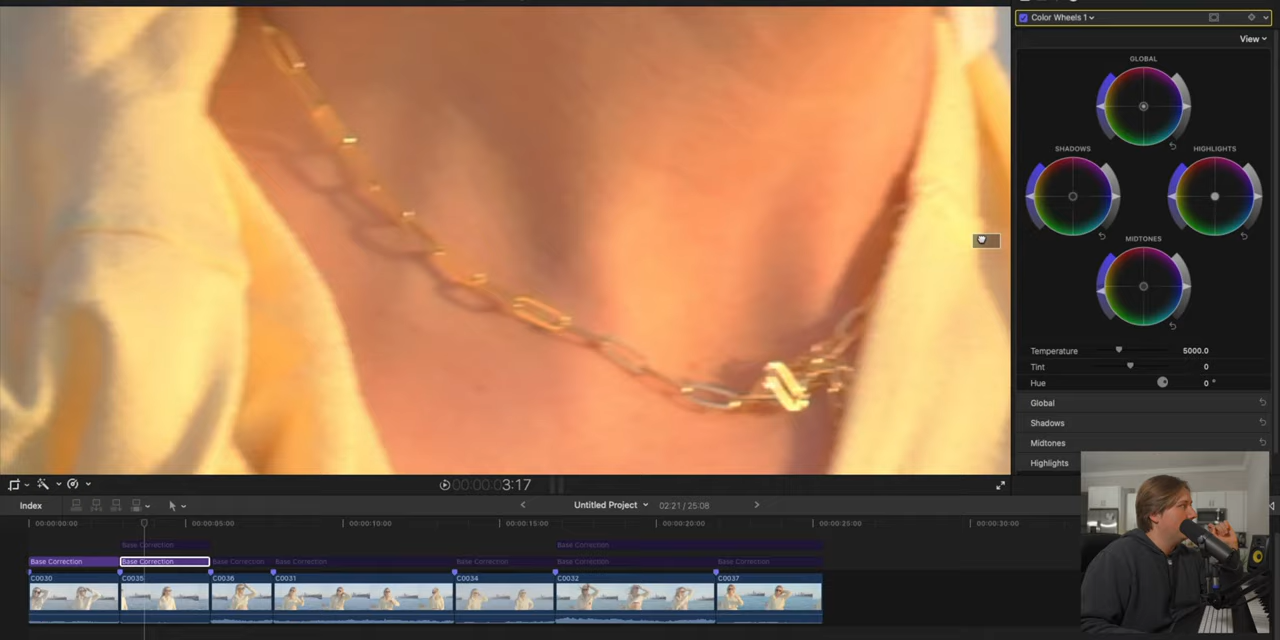 Color Wheels 1
View
GLOBAL
SHADOWS
HIGHLIGHTS
MIDTONES
Temperature 5000.0
Tint 0
Hue 0 °
Global
Shadows
Midtones
Highlights
00:00:00:03:17
Index
Untitled Project
02:21 / 25:08
00:00:00:00 00:00:05:00 00:00:10:00 00:00:15:00 00:00:20:00 00:00:25:00 00:00:30:00
Base Correction Base Correction
Base Correction Base Correction Base Correction Base Correction Base Correction Base Correction
C0030 C0035 C0036 C0031 C0034 C0032 C0037